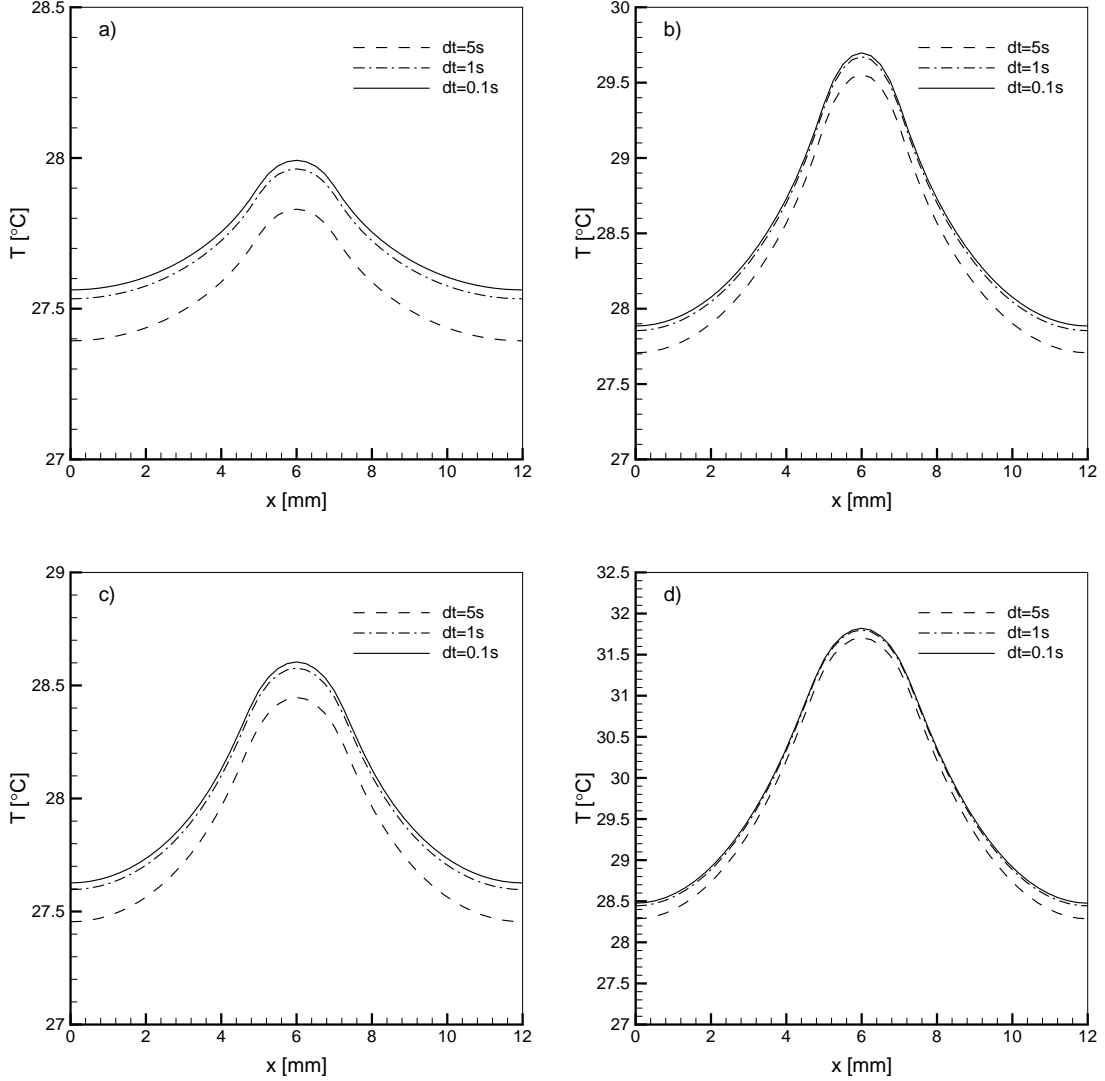 a)
dt=5s
dt=1s
dt=0.1s
28.5
28
27.5
27
T [°C]
0 2 4 6 8 10 12
x [mm]
b)
dt=5s
dt=1s
dt=0.1s
30
29.5
29
28.5
28
27.5
27
T [°C]
0 2 4 6 8 10 12
x [mm]
c)
dt=5s
dt=1s
dt=0.1s
29
28.5
28
27.5
27
T [°C]
0 2 4 6 8 10 12
x [mm]
d)
dt=5s
dt=1s
dt=0.1s
32.5
32
31.5
31
30.5
30
29.5
29
28.5
28
27.5
27
T [°C]
0 2 4 6 8 10 12
x [mm]